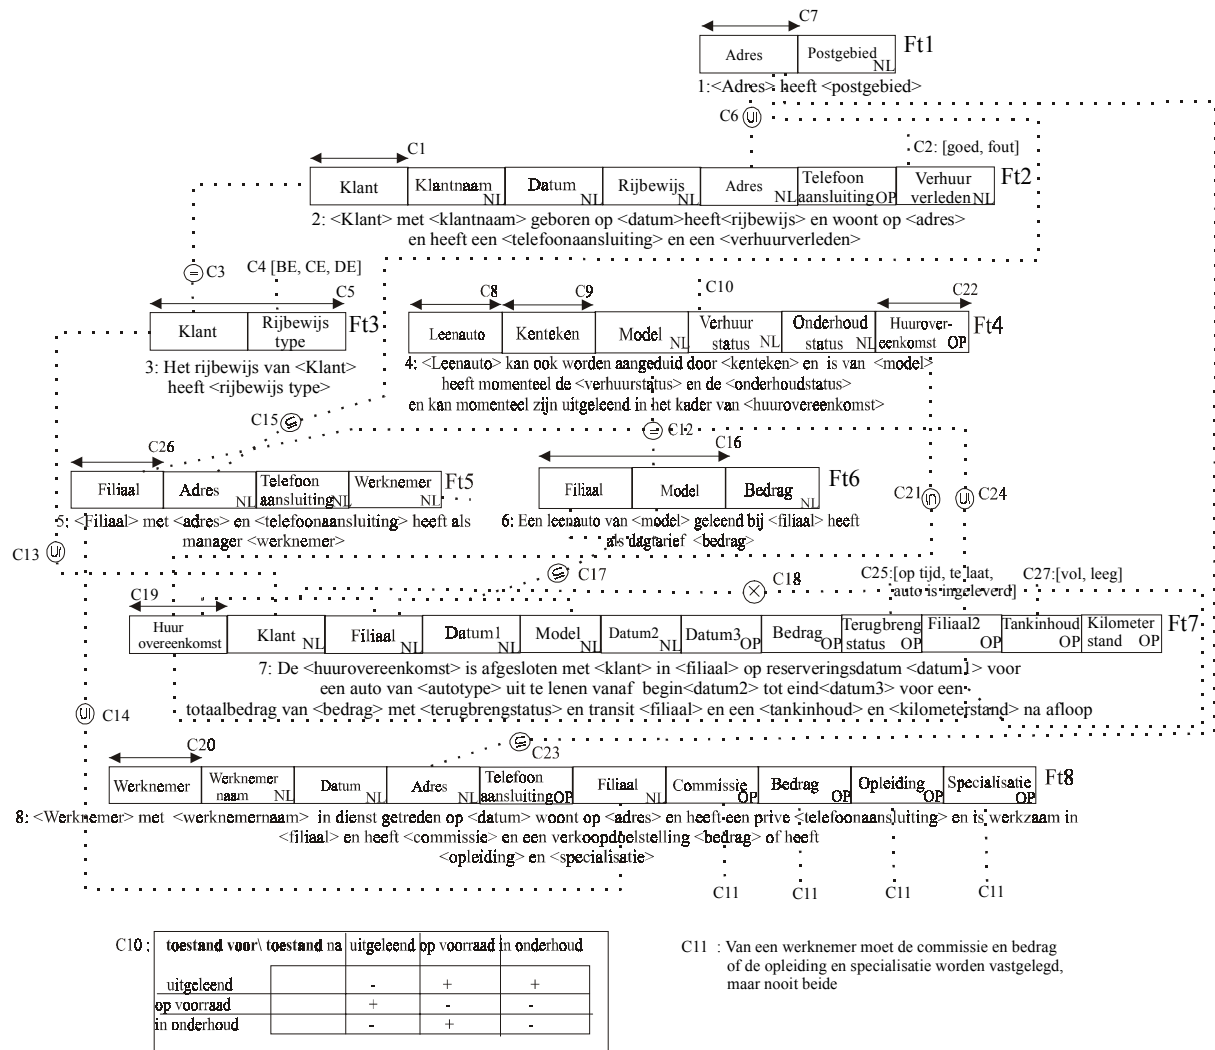 C7
Adres Postgebied NL Ft1
1:<Adres> heeft <postgebied>
C6
C1
C2: [goed, fout]
Klant Klantnaam NL Datum NL Rijbewijs NL Adres NL Telefoon aansluiting OP Verhuur verleden NL Ft2
2: <Klant> met <klantnaam> geboren op <datum>heeft<rijbewijs> en woont op <adres>
en heeft een <telefoonaansluiting> en een <verhuurverleden>
C3
C4 [BE, CE, DE]
C5
Klant Rijbewijs type Ft3
3: Het rijbewijs van <Klant>
heeft <rijbewijs type>
C8 C9 C10 C22
Leenauto Kenteken Model NL Verhuur status NL Onderhoud status NL Huurover-eenkomst OP Ft4
4: <Leenauto> kan ook worden aangeduid door <kenteken> en is van <model>
heeft momenteel de <verhuurstatus> en de <onderhoudstatus>
en kan momenteel zijn uitgeleend in het kader van <huurovereenkomst>
C15
C12
C26
Filiaal Adres NL Telefoon aansluiting NL Werknemer NL Ft5
5: <Filiaal> met <adres> en <telefoonaansluiting> heeft als
manager <werknemer>
C16
Filiaal Model Bedrag NL Ft6
6: Een leenauto van <model> geleend bij <filiaal> heeft
als dagtarief <bedrag>
C21 C24
C13
C17
C18
C25:[op tijd, te laat,
auto is ingeleverd]
C27:[vol, leeg]
C19
Huur overeenkomst Klant NL Filiaal NL Datum1 NL Model NL Datum2 NL Datum3 OP Bedrag OP Terugbreng status OP Filiaal2 OP Tankinhoud OP Kilometer stand OP Ft7
7: De <huurovereenkomst> is afgesloten met <klant> in <filiaal> op reserveringsdatum <datum1> voor
een auto van <autotype> uit te lenen vanaf begin<datum2> tot eind<datum3> voor een
totaalbedrag van <bedrag> met <terugbrengstatus> en transit <filiaal> en een <tankinhoud> en <kilometerstand> na afloop
C14
C20
C23
Werknemer Werknemer naam NL Datum NL Adres NL Telefoon aansluiting OP Filiaal NL Commissie OP Bedrag OP Opleiding OP Specialisatie OP Ft8
8: <Werknemer> met <werknemernaam> in dienst getreden op <datum> woont op <adres> en heeft een prive <telefoonaansluiting> en is werkzaam in
<filiaal> en heeft <commissie> en een verkoopdoelstelling <bedrag> of heeft
<opleiding> en <specialisatie>
C11 C11 C11 C11
C10 : toestand voor\ toestand na uitgeleend op voorraad in onderhoud
uitgeleend - + +
op voorraad + - -
in onderhoud - + -
C11 : Van een werknemer moet de commissie en bedrag
of de opleiding en specialisatie worden vastgelegd,
maar nooit beide